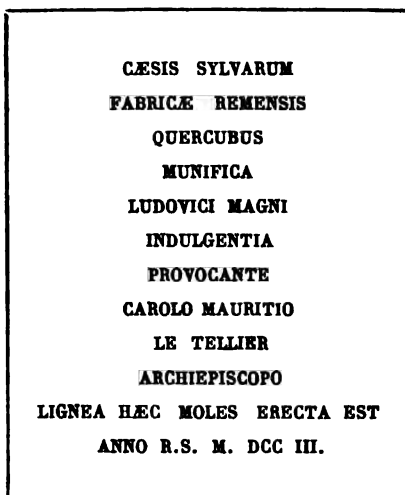 CÆSIS SYLVARUM
FABRICÆ REMENSIS
QUERCUBUS
MUNIFICA
LUDOVICI MAGNI
INDULGENTIA
PROVOCANTE
CAROLO MAURITIO
LE TELLIER
ARCHIEPISCOPO
LIGNEA HÆC MOLES ERECTA EST
ANNO R.S. M. DCC III.